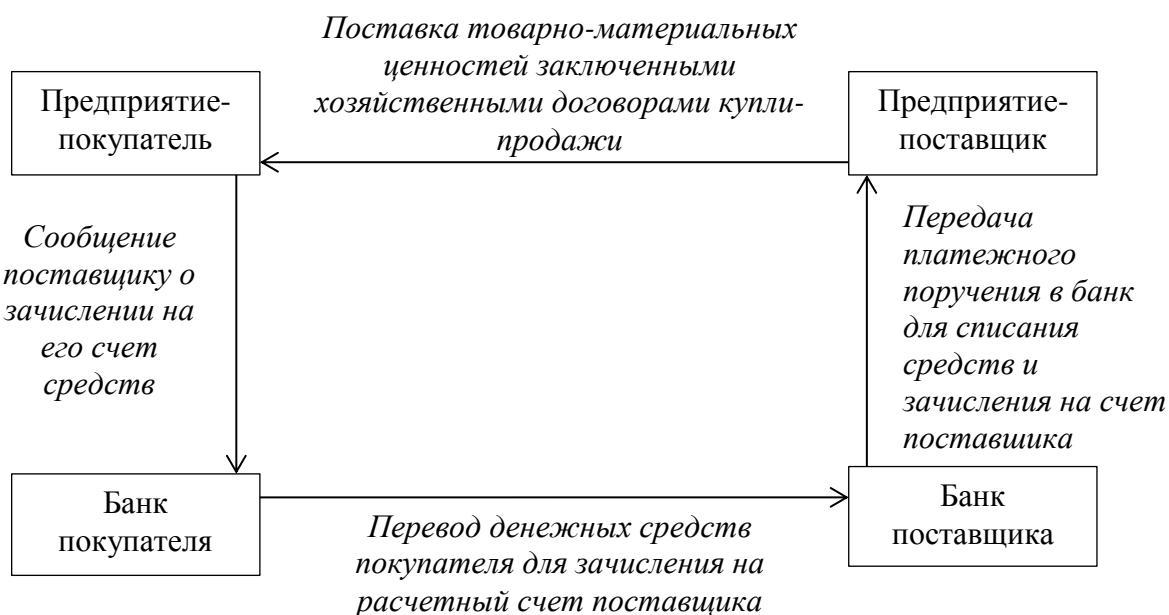 Поставка товарно-материальных
ценностей заключенными
хозяйственными договорами купли-
продажи
Предприятие-
покупатель
Предприятие-
поставщик
Сообщение
поставщику о
зачислении на
его счет
средств
Передача
платежного
поручения в банк
для списания
средств и
зачисления на счет
поставшика
Банк
покупателя
Перевод денежных средств
покупателя для зачисления на
расчетный счет поставщика
Банк
поставщика